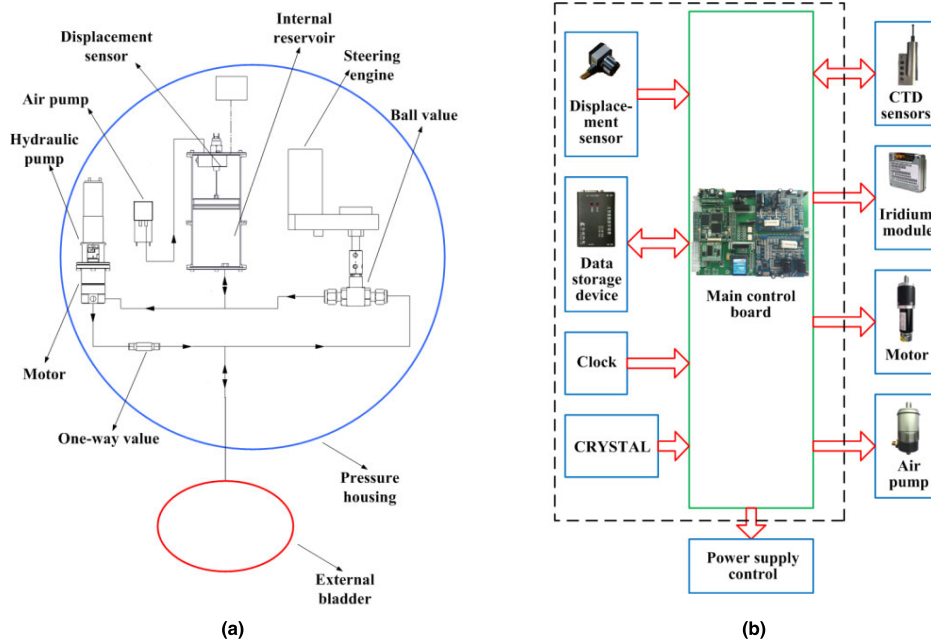 Displacement
sensor
Internal
reservoir
Steering
engine
Air pump
Ball value
Hydraulic
pump
Motor
One-way value
Pressure
housing
External
bladder
(a)
Displace-
ment
sensor
CTD
sensors
Data
storage
device
Main control
board
Iridium
module
Clock
Motor
CRYSTAL
Air
pump
Power supply
control
(b)